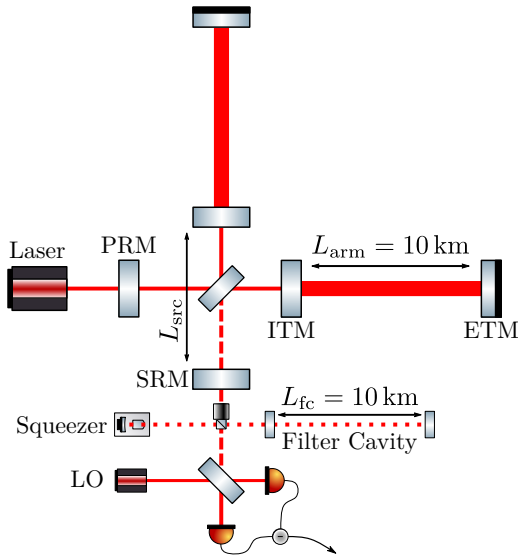 Laser
PRM
L_arm = 10 km
L_src
ITM
ETM
SRM
L_fc = 10 km
Squeezer
Filter Cavity
LO
−